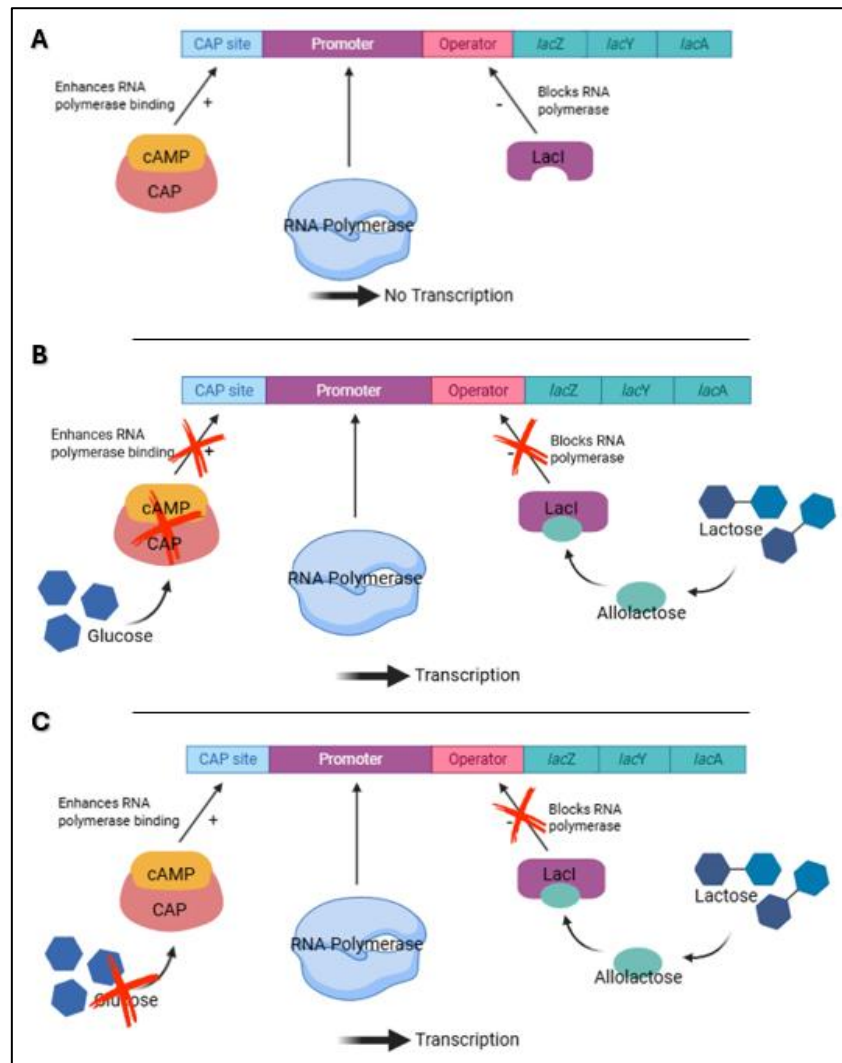 A
CAP site Promoter Operator lacZ lacY lacA
Enhances RNA
polymerase binding
+
-
Blocks RNA
polymerase
cAMP
CAP
LacI
RNA Polymerase
No Transcription
B
CAP site Promoter Operator lacZ lacY lacA
Enhances RNA
polymerase binding
+
-
Blocks RNA
polymerase
cAMP
CAP
LacI
Lactose
RNA Polymerase
Allolactose
Glucose
Transcription
C
CAP site Promoter Operator lacZ lacY lacA
Enhances RNA
polymerase binding
+
-
Blocks RNA
polymerase
cAMP
CAP
LacI
Lactose
RNA Polymerase
Allolactose
Glucose
Transcription